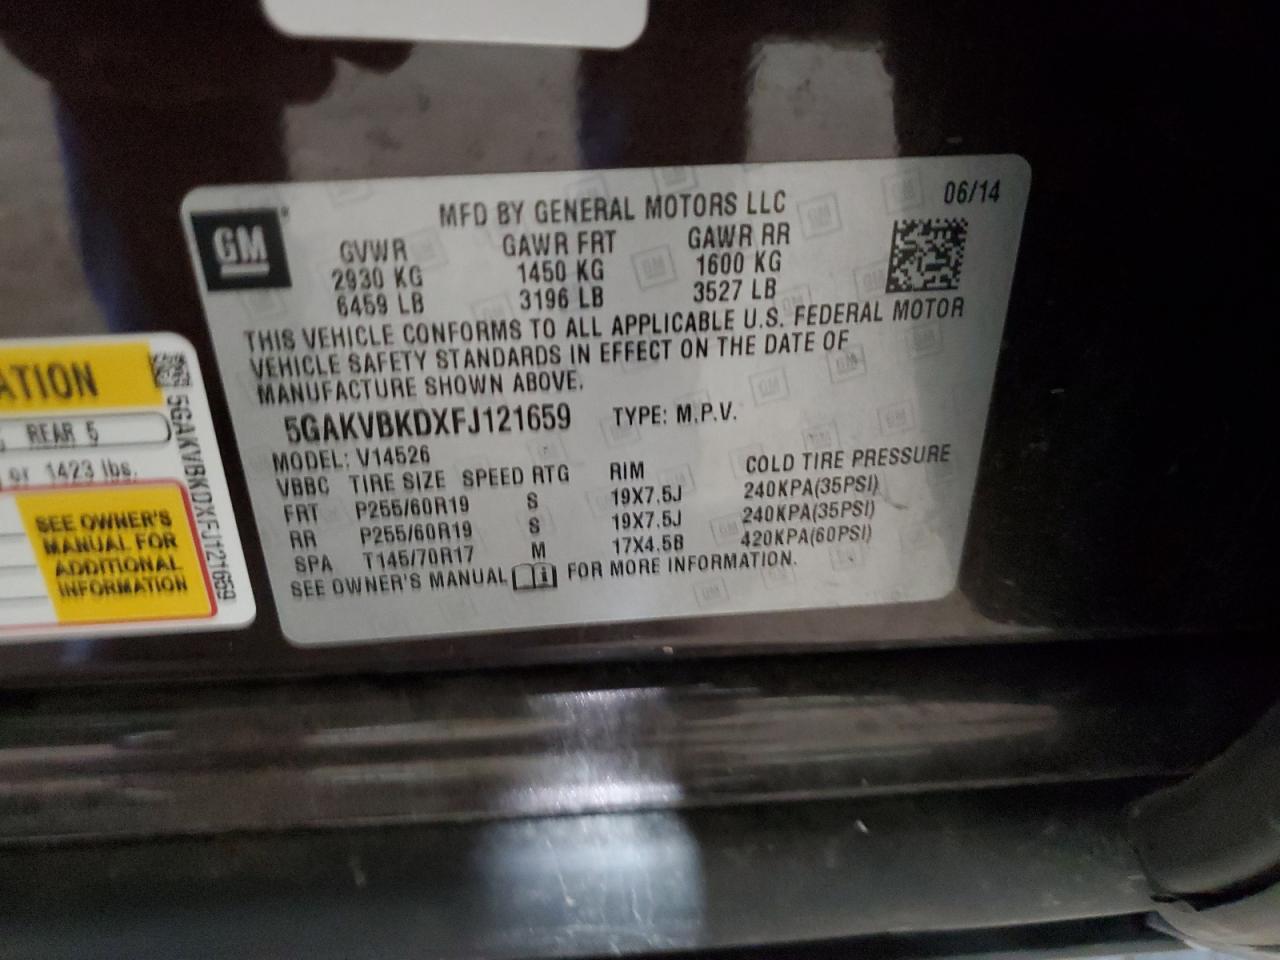 MFD BY GENERAL MOTORS LLC
06/14
GM
GVWR GAWR FRT GAWR RR
2930 KG 1450 KG 1600 KG
6459 LB 3196 LB 3527 LB
THIS VEHICLE CONFORMS TO ALL APPLICABLE U.S. FEDERAL MOTOR
VEHICLE SAFETY STANDARDS IN EFFECT ON THE DATE OF
MANUFACTURE SHOWN ABOVE.
5GAKVBKDXFJ121659 TYPE: M.P.V.
MODEL: V14526
VBBC TIRE SIZE SPEED RTG RIM COLD TIRE PRESSURE
FRT P255/60R19 S 19X7.5J 240KPA(35PSI)
RR P255/60R19 S 19X7.5J 240KPA(35PSI)
SPA T145/70R17 M 17X4.5B 420KPA(60PSI)
SEE OWNER'S MANUAL FOR MORE INFORMATION.
ATION
REAR 5
or 1423 lbs.
SEE OWNER'S
MANUAL FOR
ADDITIONAL
INFORMATION
5GAKVBKDXFJ121659